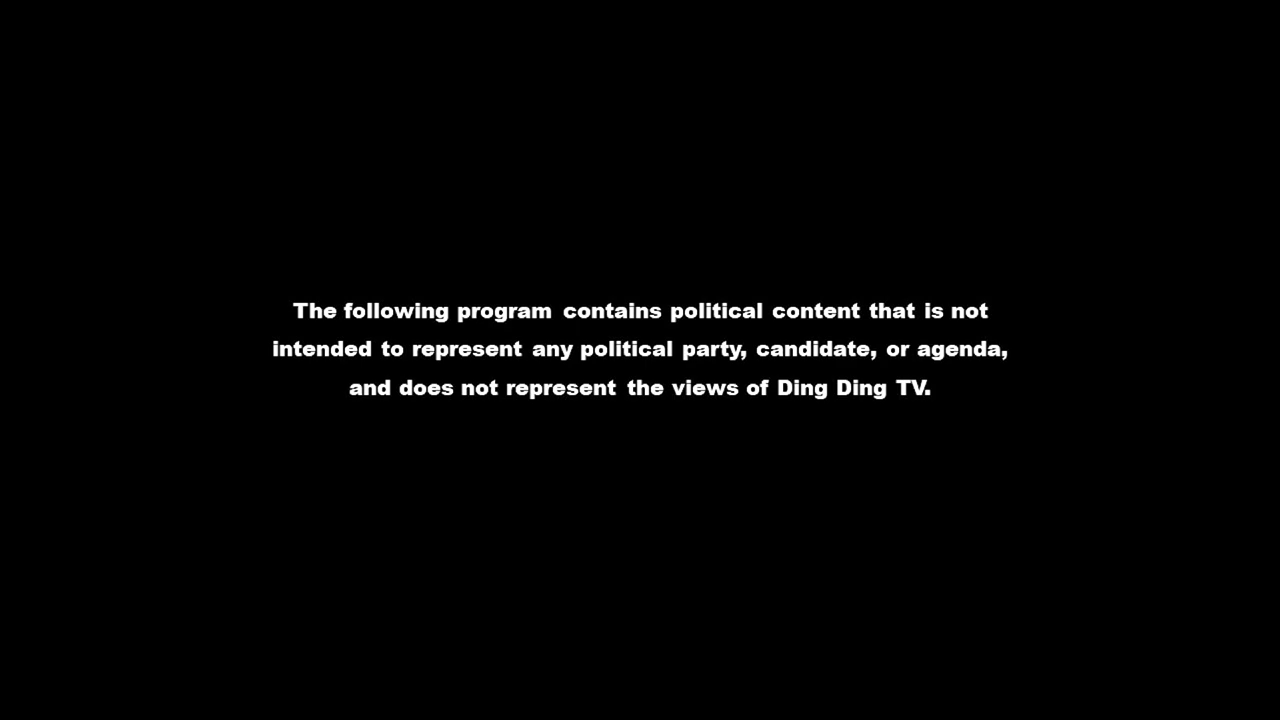 The following program contains political content that is not
intended to represent any political party, candidate, or agenda,
and does not represent the views of Ding Ding TV.